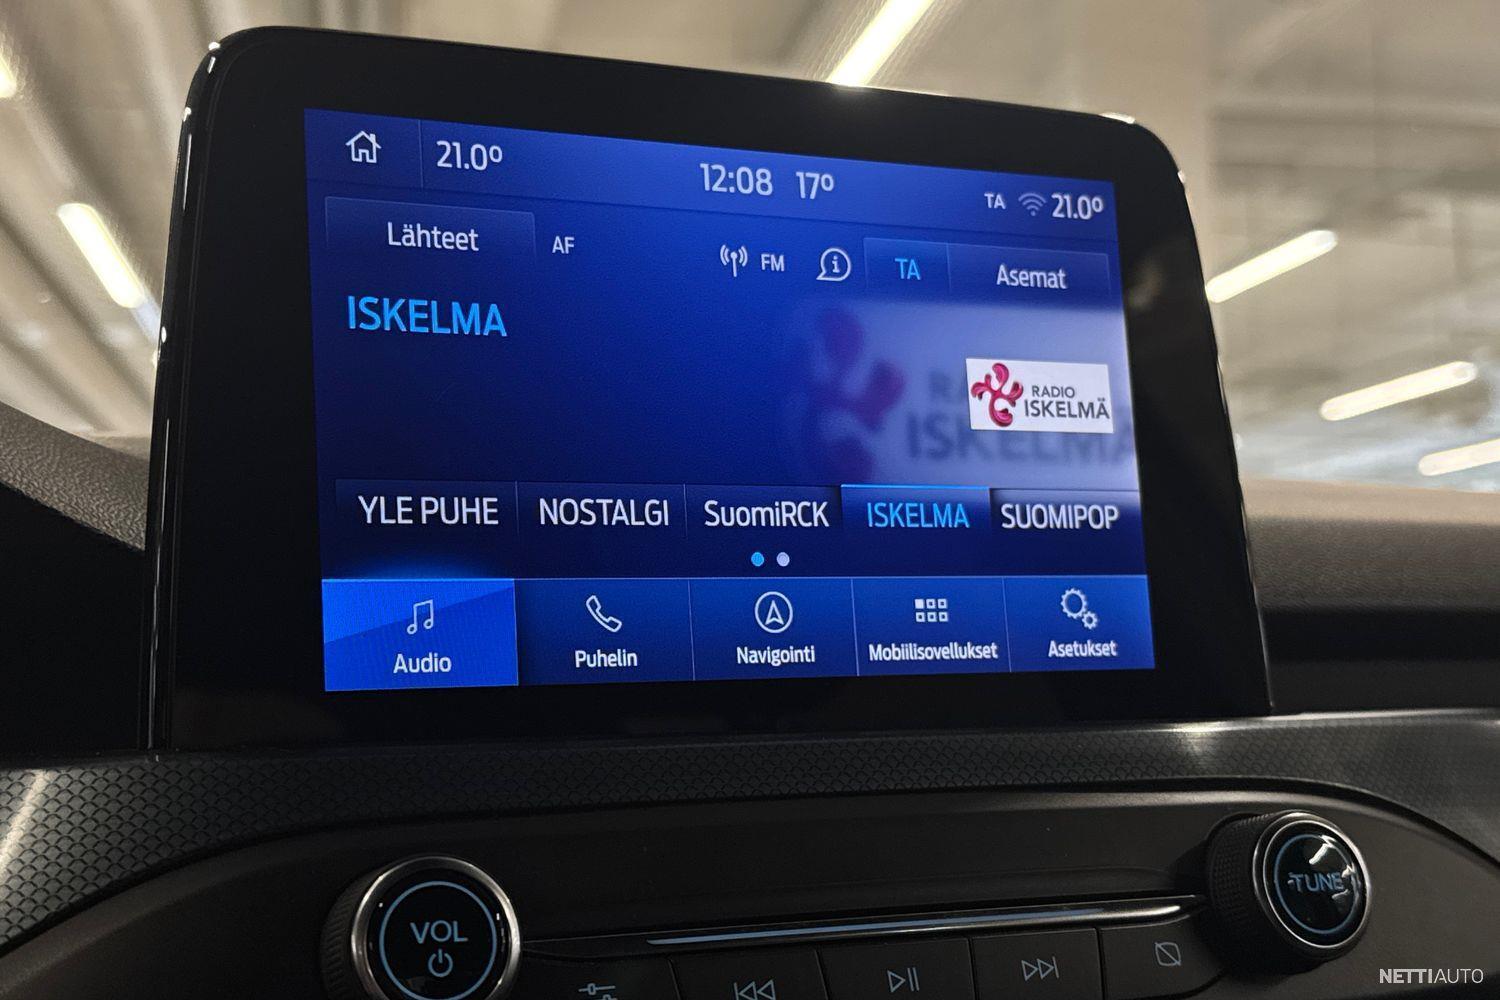 21.0° 12:08 17° TA 21.0°
Lähteet AF FM TA Asemat
ISKELMA
RADIO
ISKELMÄ
YLE PUHE NOSTALGI SuomiRCK ISKELMA SUOMIPOP
Audio Puhelin Navigointi Mobiilisovellukset Asetukset
VOL
TUNE
NETTIAUTO